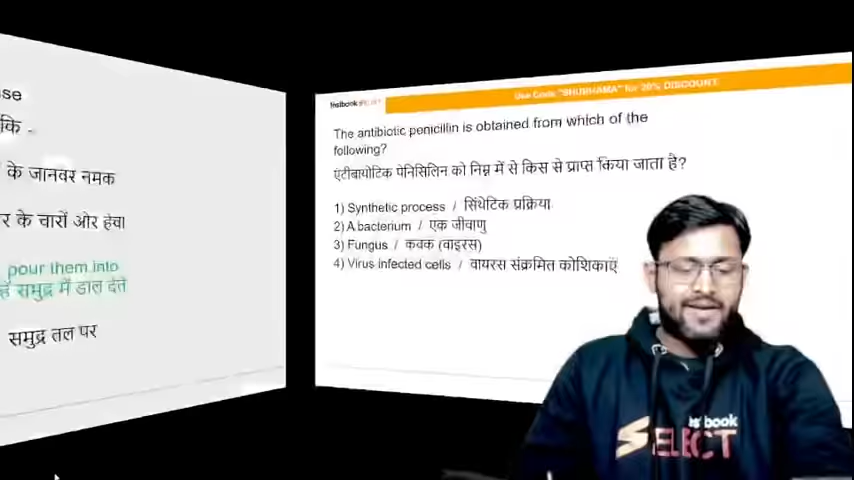 se
कि -
के जानवर नमक
र के चारों ओर हवा
pour them into
हैं समुद्र में डाल देते
समुद्र तल पर
testbook SELECT
Use Code "SHUBHAMA" for 20% DISCOUNT
The antibiotic penicillin is obtained from which of the
following?
एंटीबायोटिक पेनिसिलिन को निम्न में से किस से प्राप्त किया जाता है?
1) Synthetic process / सिंथेटिक प्रक्रिया
2) A bacterium / एक जीवाणु
3) Fungus / कवक (वाइरस)
4) Virus infected cells / वायरस संक्रमित कोशिकाएँ
testbook
SELECT